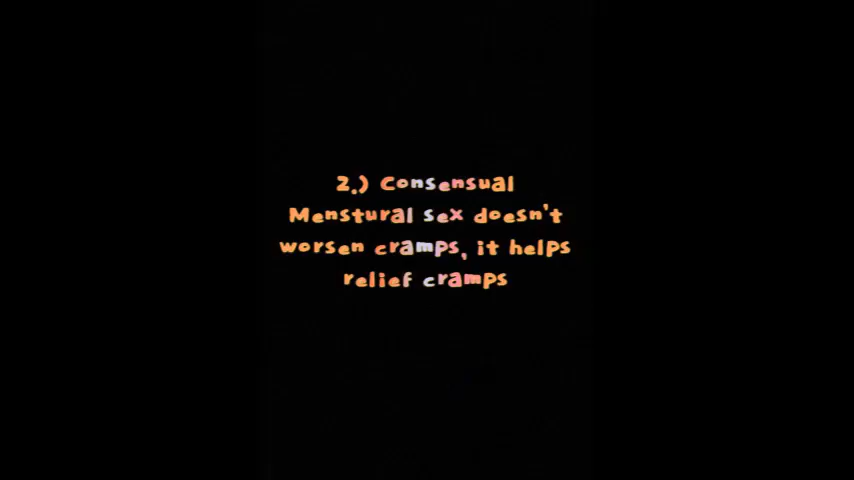 2.) Consensual
Menstural sex doesn't
worsen cramps, it helps
relief cramps